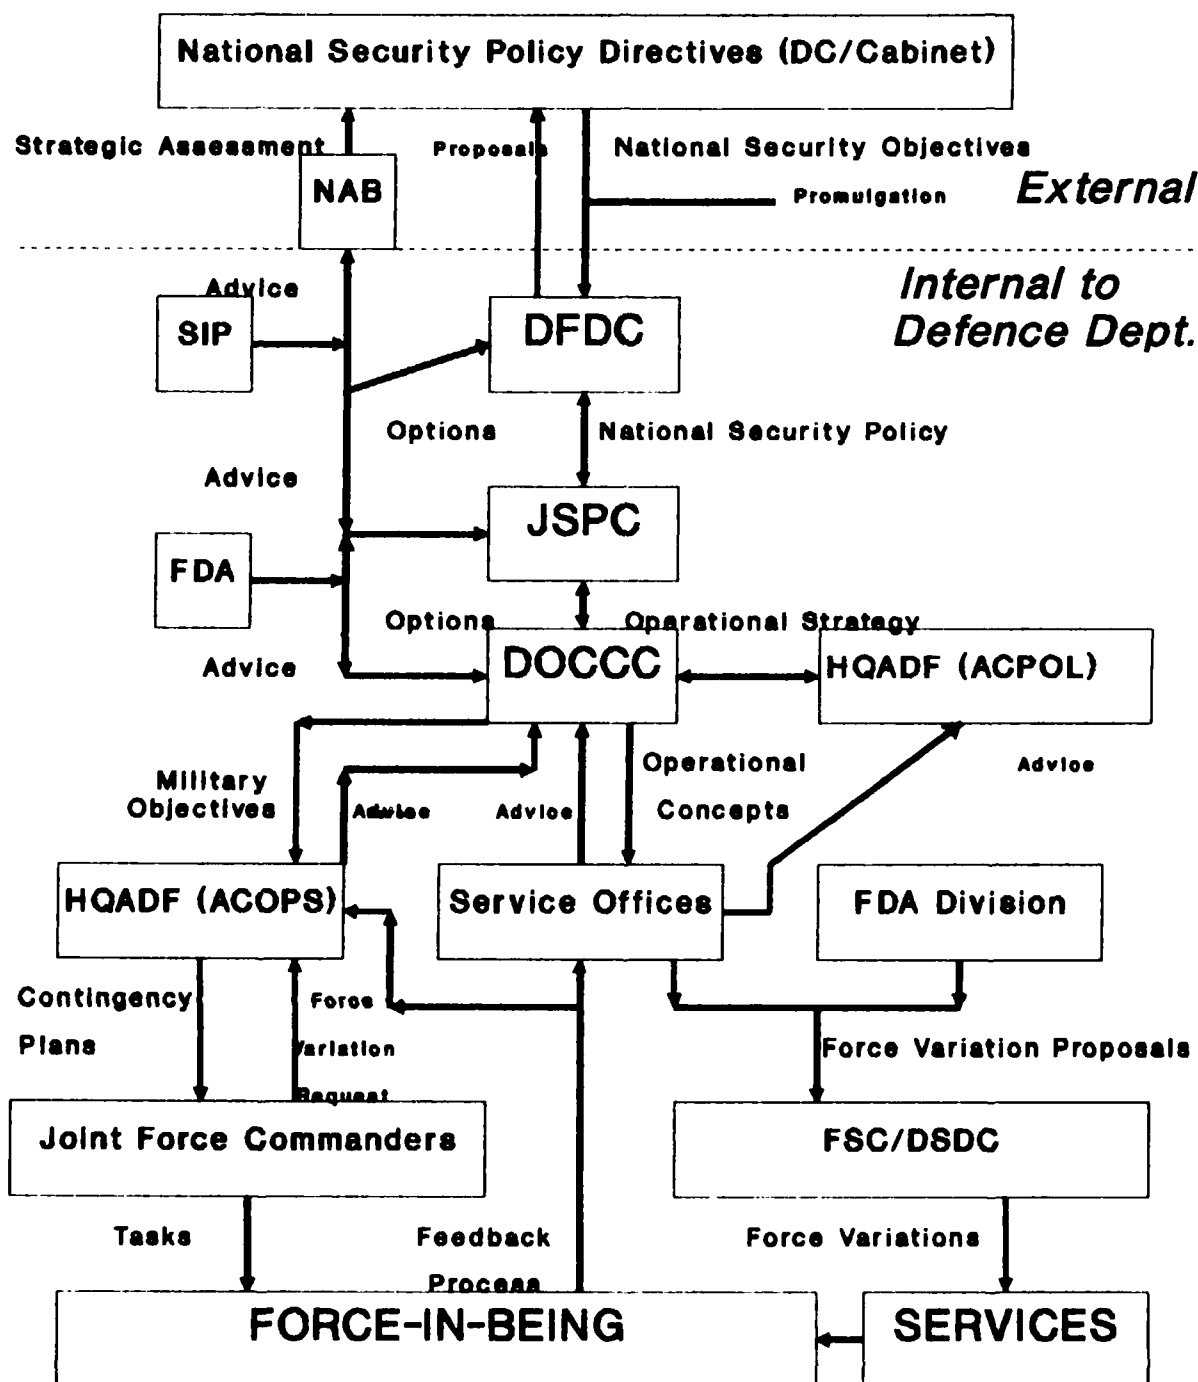 National Security Policy Directives (DC/Cabinet)
Strategic Assessment
Proposals
National Security Objectives
NAB
Promulgation
External
Advice
Internal to
Defence Dept.
SIP
DFDC
Options
National Security Policy
Advice
JSPC
FDA
Options
Operational Strategy
Advice
DOCCC
HQADF (ACPOL)
Military
Objectives
Advice
Advice
Operational
Concepts
Advice
HQADF (ACOPS)
Service Offices
FDA Division
Contingency
Plans
Force
Variation
Request
Force Variation Proposals
Joint Force Commanders
FSC/DSDC
Tasks
Feedback
Process
Force Variations
FORCE-IN-BEING
SERVICES